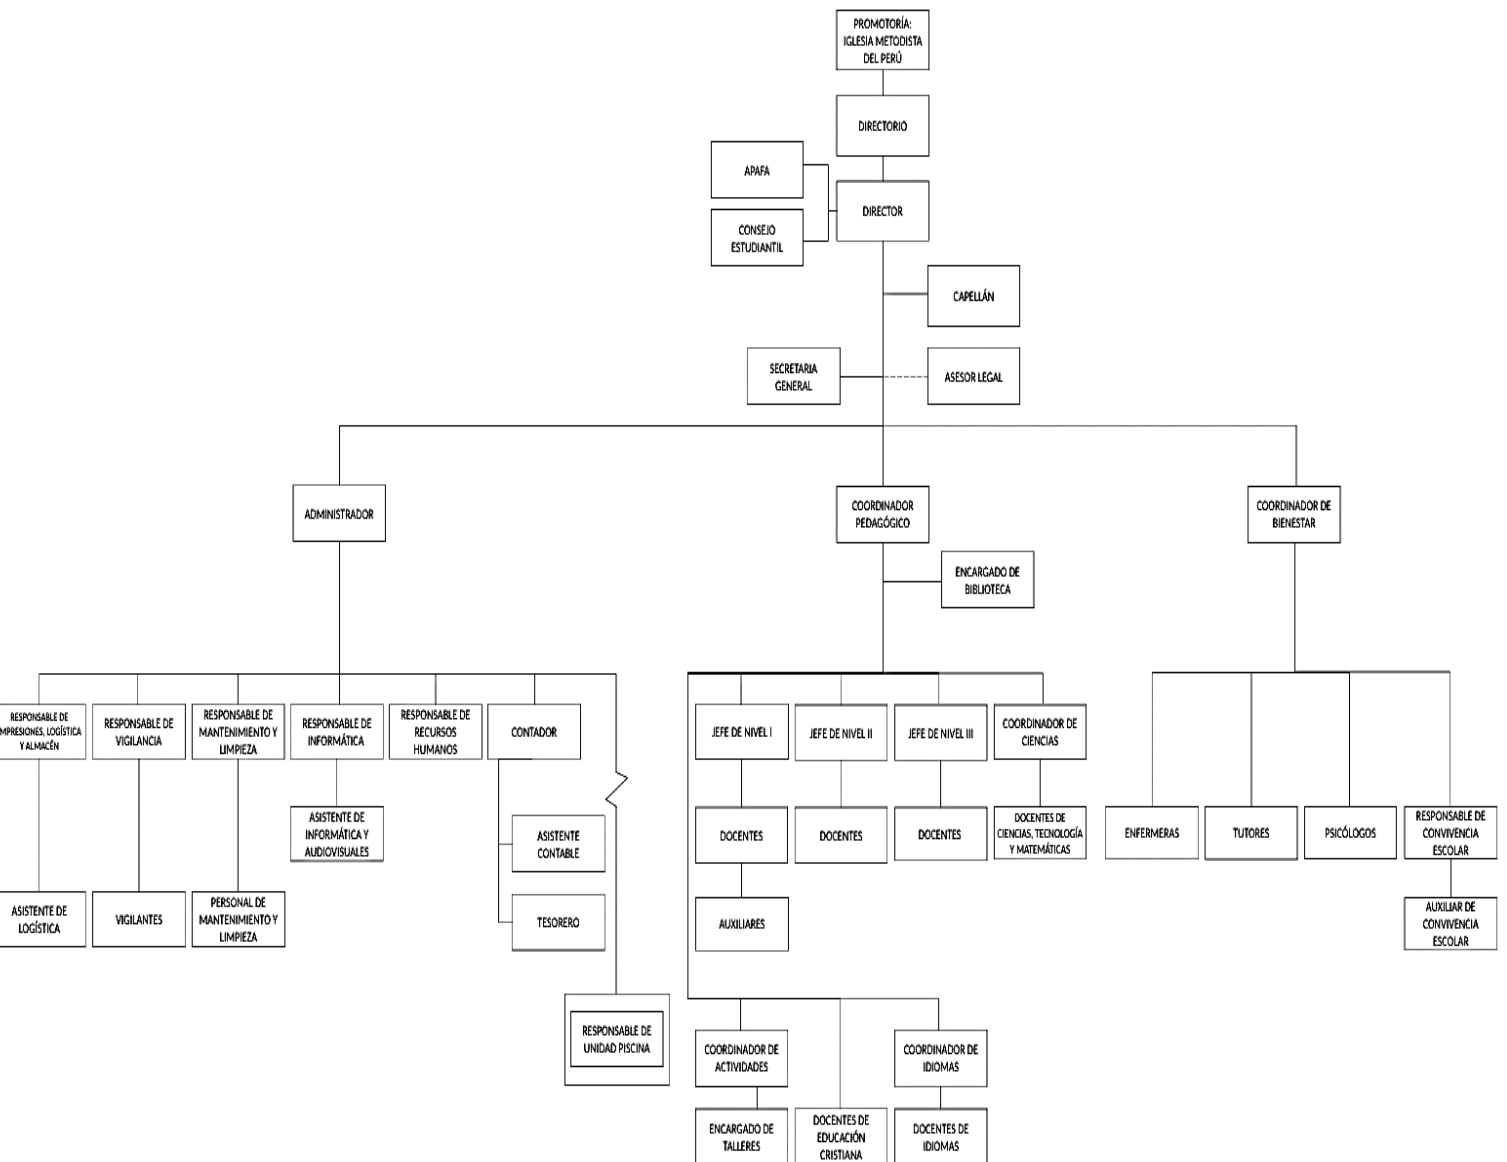 PROMOTORÍA:
IGLESIA METODISTA
DEL PERÚ
DIRECTORIO
APAFA
DIRECTOR
CONSEJO
ESTUDIANTIL
CAPELLÁN
SECRETARIA
GENERAL
ASESOR LEGAL
ADMINISTRADOR
COORDINADOR
PEDAGÓGICO
COORDINADOR DE
BIENESTAR
ENCARGADO DE
BIBLIOTECA
RESPONSABLE DE
MPRESIONES, LOGÍSTICA
Y ALMACÉN
RESPONSABLE DE
VIGILANCIA
RESPONSABLE DE
MANTENIMIENTO Y
LIMPIEZA
RESPONSABLE DE
INFORMÁTICA
RESPONSABLE DE
RECURSOS
HUMANOS
CONTADOR
JEFE DE NIVEL I
JEFE DE NIVEL II
JEFE DE NIVEL III
COORDINADOR DE
CIENCIAS
ASISTENTE DE
INFORMÁTICA Y
AUDIOVISUALES
ASISTENTE
CONTABLE
DOCENTES
DOCENTES
DOCENTES
DOCENTES DE
CIENCIAS, TECNOLOGÍA
Y MATEMÁTICAS
ENFERMERAS
TUTORES
PSICÓLOGOS
RESPONSABLE DE
CONVIVENCIA
ESCOLAR
ASISTENTE DE
LOGÍSTICA
VIGILANTES
PERSONAL DE
MANTENIMIENTO Y
LIMPIEZA
TESORERO
AUXILIARES
AUXILIAR DE
CONVIVENCIA
ESCOLAR
RESPONSABLE DE
UNIDAD PISCINA
COORDINADOR DE
ACTIVIDADES
COORDINADOR DE
IDIOMAS
ENCARGADO DE
TALLERES
DOCENTES DE
EDUCACIÓN
CRISTIANA
DOCENTES DE
IDIOMAS